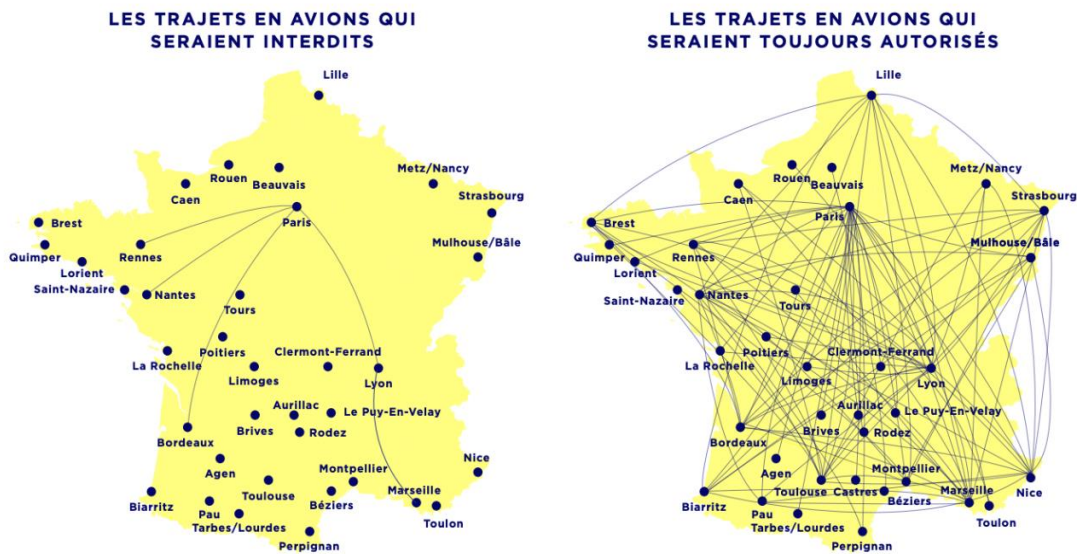 LES TRAJETS EN AVIONS QUI
SERAIENT INTERDITS
Lille
Rouen
Beauvais
Metz/Nancy
Caen
Strasbourg
Paris
Brest
Rennes
Mulhouse/Bâle
Quimper
Lorient
Saint-Nazaire
Nantes
Tours
Poitiers
Clermont-Ferrand
La Rochelle
Limoges
Lyon
Aurillac
Le Puy-En-Velay
Brives
Rodez
Bordeaux
Agen
Montpellier
Nice
Toulouse
Marseille
Biarritz
Béziers
Pau
Toulon
Tarbes/Lourdes
Perpignan
LES TRAJETS EN AVIONS QUI
SERAIENT TOUJOURS AUTORISÉS
Lille
Rouen
Beauvais
Metz/Nancy
Caen
Strasbourg
Paris
Brest
Rennes
Mulhouse/Bâle
Quimper
Lorient
Saint-Nazaire
Nantes
Tours
Poitiers
Clermont-Ferrand
La Rochelle
Limoges
Lyon
Aurillac
Le Puy-En-Velay
Brives
Rodez
Bordeaux
Agen
Montpellier
Toulouse
Castres
Marseille
Nice
Biarritz
Béziers
Pau
Toulon
Tarbes/Lourdes
Perpignan